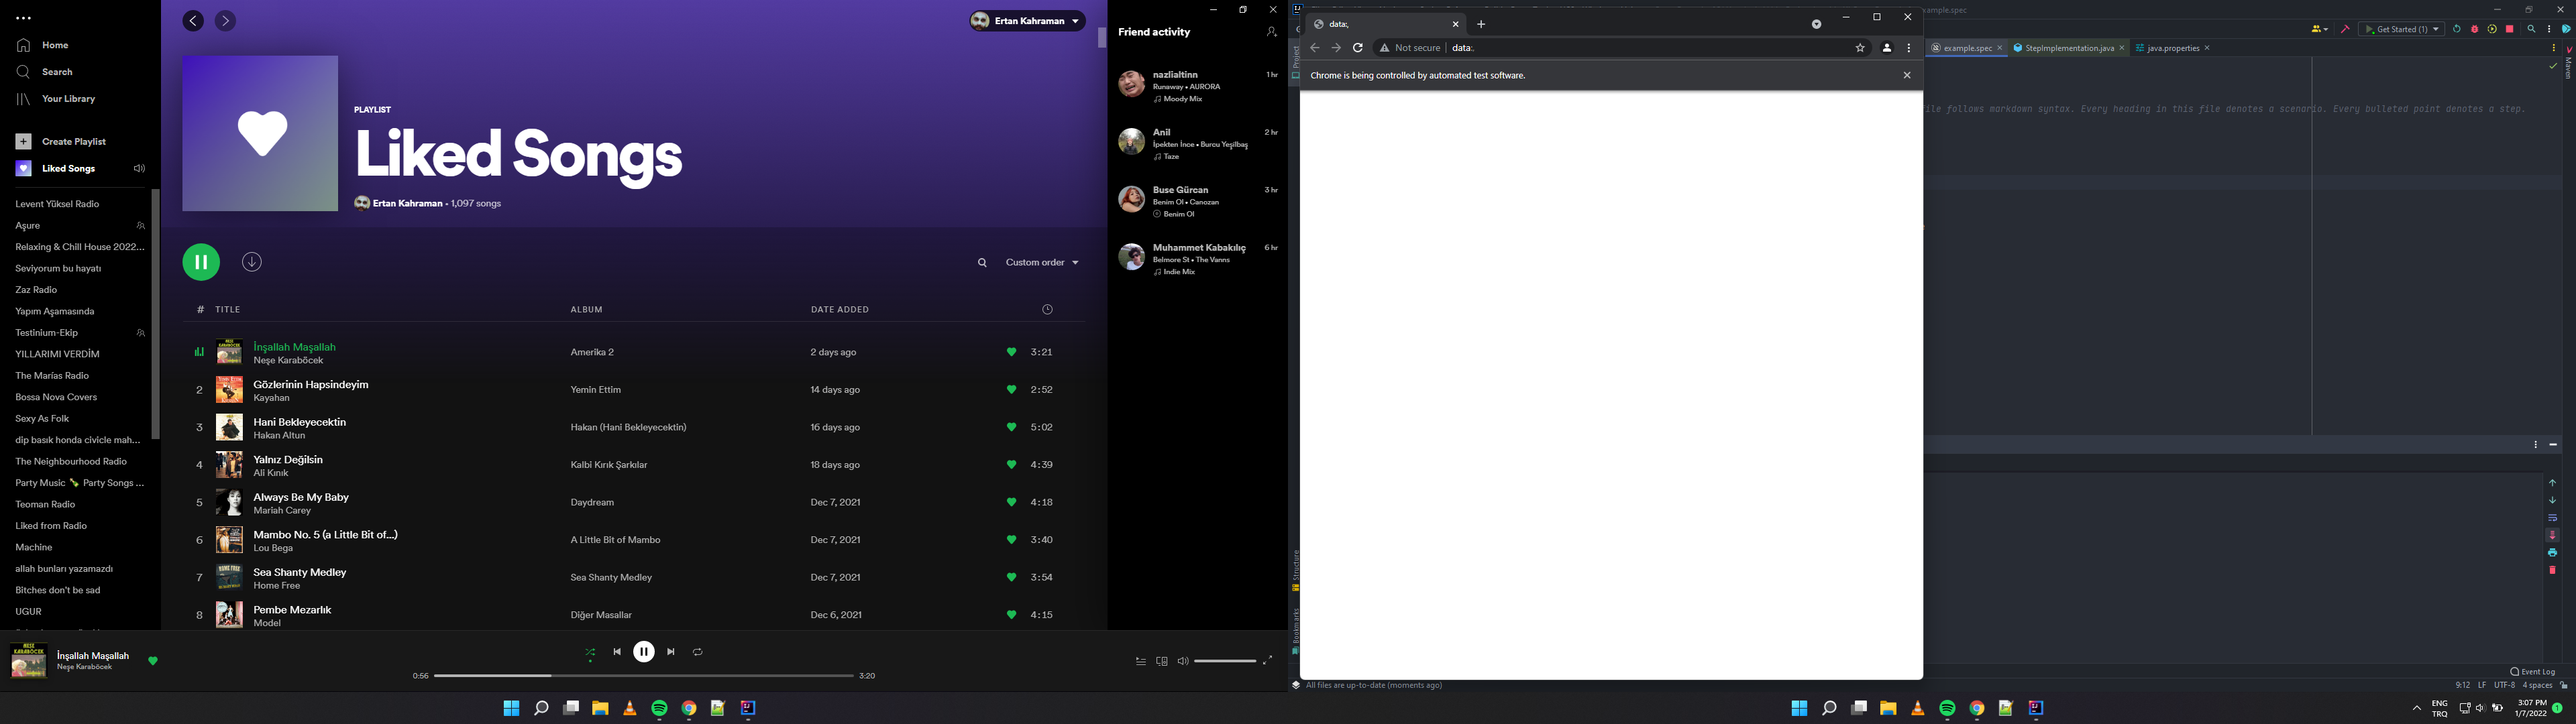 Home
Search
Your Library
Create Playlist
Liked Songs
Levent Yüksel Radio
Aşure
Relaxing & Chill House 2022...
Seviyorum bu hayatı
Zaz Radio
Yapım Aşamasında
Testinium-Ekip
YILLARIMI VERDİM
The Marías Radio
Bossa Nova Covers
Sexy As Folk
dip basık honda civicle mah...
The Neighbourhood Radio
Party Music 🍾 Party Songs ...
Teoman Radio
Liked from Radio
Machine
allah bunları yazamazdı
Bitches don't be sad
UGUR
Ertan Kahraman
PLAYLIST
Liked Songs
Ertan Kahraman • 1,097 songs
Custom order
# TITLE ALBUM DATE ADDED
İnşallah Maşallah
Neşe Karaböcek
Amerika 2 2 days ago 3:21
2 Gözlerinin Hapsindeyim
Kayahan
Yemin Ettim 14 days ago 2:52
3 Hani Bekleyecektin
Hakan Altun
Hakan (Hani Bekleyecektin) 16 days ago 5:02
4 Yalnız Değilsin
Ali Kınık
Kalbi Kırık Şarkılar 18 days ago 4:39
5 Always Be My Baby
Mariah Carey
Daydream Dec 7, 2021 4:18
6 Mambo No. 5 (a Little Bit of...)
Lou Bega
A Little Bit of Mambo Dec 7, 2021 3:40
7 Sea Shanty Medley
Home Free
Sea Shanty Medley Dec 7, 2021 3:54
8 Pembe Mezarlık
Model
Diğer Masallar Dec 6, 2021 4:15
İnşallah Maşallah
Neşe Karaböcek
0:56 3:20
Friend activity
nazlialtinn 1 hr
Runaway • AURORA
Moody Mix
Anil 2 hr
İpekten İnce • Burcu Yeşilbaş
Taze
Buse Gürcan 3 hr
Benim Ol • Canozan
Benim Ol
Muhammet Kabakılıç 6 hr
Belmore St • The Vanns
Indie Mix
data:,
Not secure data:,
Chrome is being controlled by automated test software.
example.spec
Get Started (1)
example.spec StepImplementation.java java.properties
Project
Maven
ile follows markdown syntax. Every heading in this file denotes a scenario. Every bulleted point denotes a step.
Structure
Bookmarks
Event Log
All files are up-to-date (moments ago)
9:12 LF UTF-8 4 spaces
ENG
TRQ
3:07 PM
1/7/2022
1